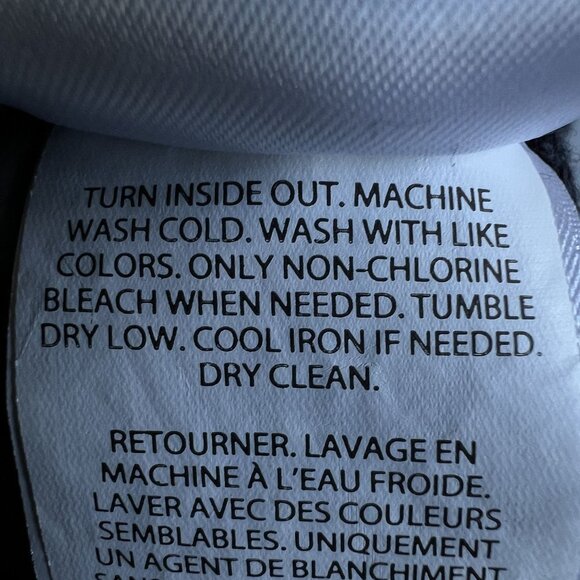 TURN INSIDE OUT. MACHINE
WASH COLD. WASH WITH LIKE
COLORS. ONLY NON-CHLORINE
BLEACH WHEN NEEDED. TUMBLE
DRY LOW. COOL IRON IF NEEDED.
DRY CLEAN.
RETOURNER. LAVAGE EN
MACHINE À L'EAU FROIDE.
LAVER AVEC DES COULEURS
SEMBLABLES. UNIQUEMENT
UN AGENT DE BLANCHIMENT